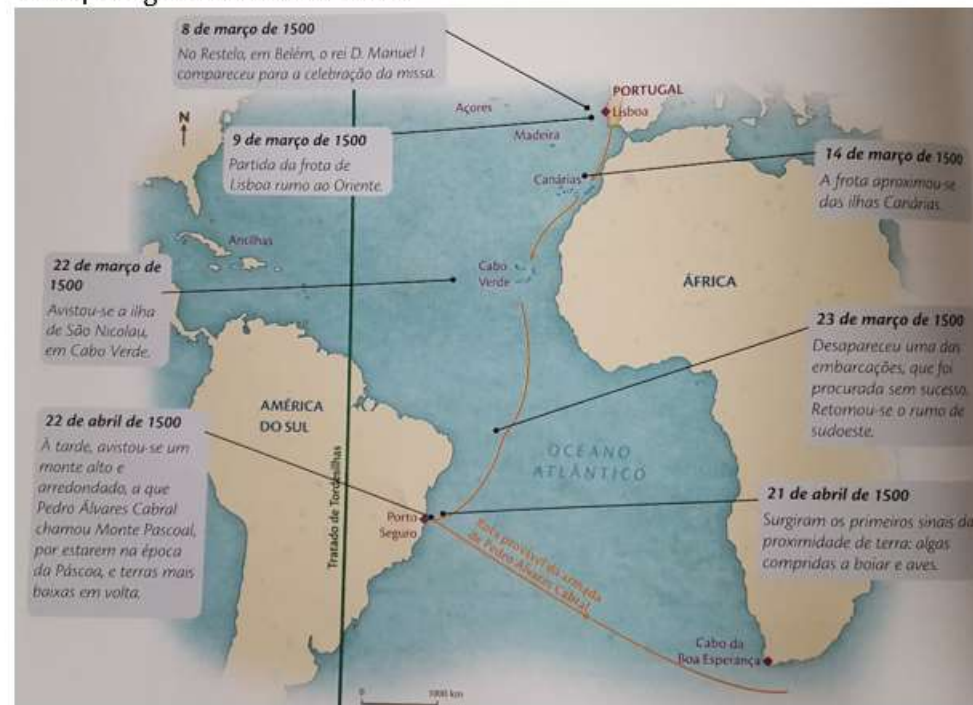 8 de março de 1500
No Restelo, em Belém, o rei D. Manuel I
compareceu para a celebração da missa.
PORTUGAL
Lisboa
Açores
Madeira
N
9 de março de 1500
Partida da frota de
Lisboa rumo ao Oriente.
Canárias
14 de março de 1500
A frota aproximou-se
das ilhas Canárias.
Antilhas
22 de março de
1500
Avistou-se a ilha
de São Nicolau,
em Cabo Verde.
Cabo
Verde
ÁFRICA
23 de março de 1500
Desapareceu uma das
embarcações, que foi
procurada sem sucesso.
Retomou-se o rumo de
sudoeste.
AMÉRICA
DO SUL
22 de abril de 1500
À tarde, avistou-se um
monte alto e
arredondado, a que
Pedro Álvares Cabral
chamou Monte Pascoal,
por estarem na época
da Páscoa, e terras mais
baixas em volta.
Tratado de Tordesilhas
OCEANO
ATLÂNTICO
Porto
Seguro
21 de abril de 1500
Surgiram os primeiros sinais da
proximidade de terra: algas
compridas a boiar e aves.
Rota provável da armada
de Pedro Álvares Cabral
Cabo da
Boa Esperança
0 1000 km